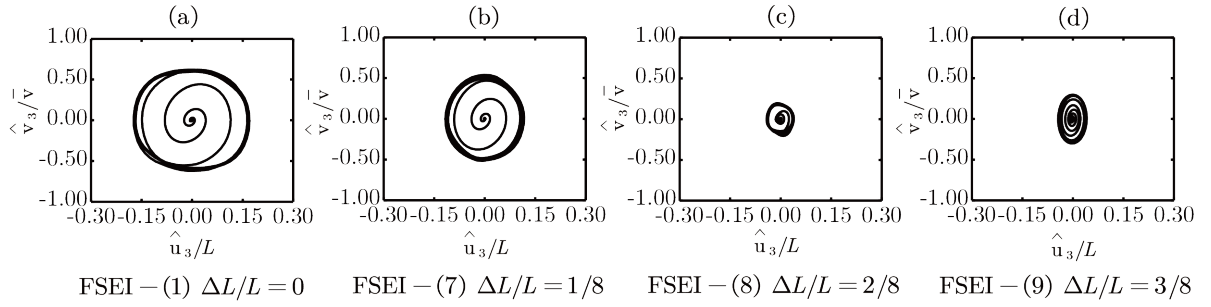 (a) (b) (c) (d)
1.00 1.00 1.00 1.00
0.50 0.50 0.50 0.50
v̂₃/v̄ 0.00 v̂₃/v̄ 0.00 v̂₃/v̄ 0.00 v̂₃/v̄ 0.00
-0.50 -0.50 -0.50 -0.50
-1.00 -1.00 -1.00 -1.00
-0.30 -0.15 0.00 0.15 0.30 -0.30 -0.15 0.00 0.15 0.30 -0.30 -0.15 0.00 0.15 0.30 -0.30 -0.15 0.00 0.15 0.30
û₃/L û₃/L û₃/L û₃/L
FSEI−(1) ΔL/L=0 FSEI−(7) ΔL/L=1/8 FSEI−(8) ΔL/L=2/8 FSEI−(9) ΔL/L=3/8